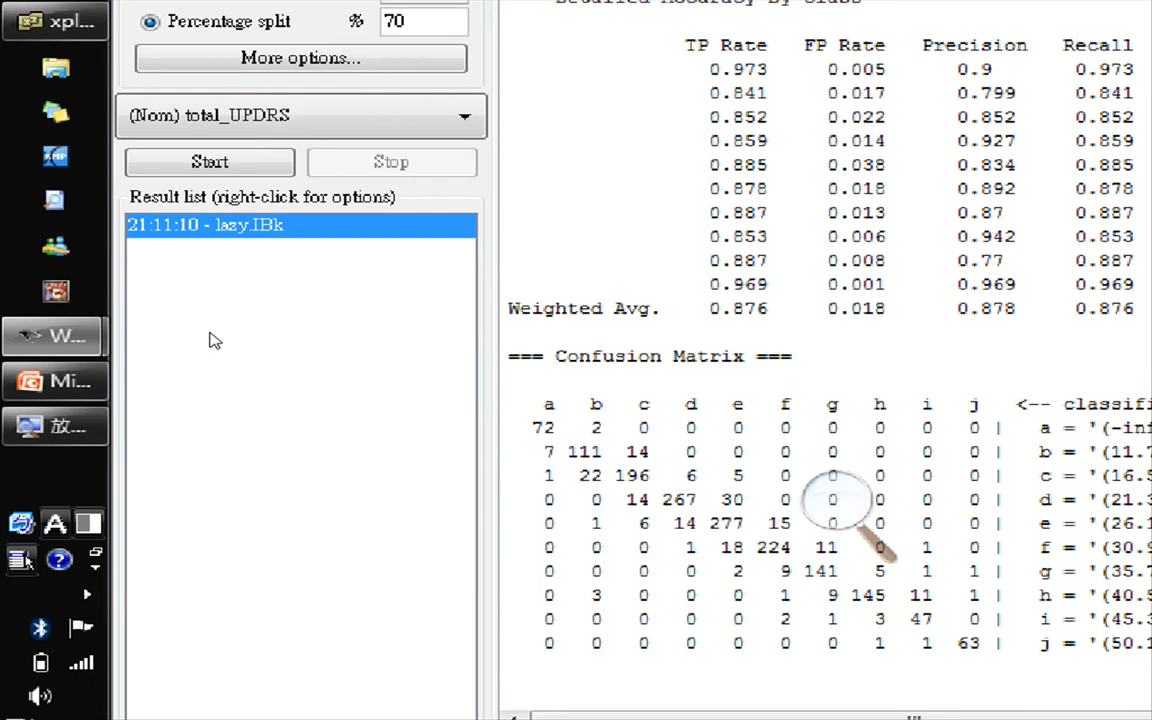 xpl...
Percentage split % 70
More options...
(Nom) total_UPDRS
Start Stop
Result list (right-click for options)
21:11:10 - lazy.IBk
KMP
W...
Mi...
放...
A
TP Rate FP Rate Precision Recall
0.973 0.005 0.9 0.973
0.841 0.017 0.799 0.841
0.852 0.022 0.852 0.852
0.859 0.014 0.927 0.859
0.885 0.038 0.834 0.885
0.878 0.018 0.892 0.878
0.887 0.013 0.87 0.887
0.853 0.006 0.942 0.853
0.887 0.008 0.77 0.887
0.969 0.001 0.969 0.969
Weighted Avg. 0.876 0.018 0.878 0.876
=== Confusion Matrix ===
a b c d e f g h i j <-- classifi
72 2 0 0 0 0 0 0 0 0 | a = '(-inf
7 111 14 0 0 0 0 0 0 0 | b = '(11.7
1 22 196 6 5 0 0 0 0 0 | c = '(16.5
0 0 14 267 30 0 0 0 0 0 | d = '(21.3
0 1 6 14 277 15 0 0 0 0 | e = '(26.1
0 0 0 1 18 224 11 0 1 0 | f = '(30.9
0 0 0 0 2 9 141 5 1 1 | g = '(35.7
0 3 0 0 0 1 9 145 11 1 | h = '(40.5
0 0 0 0 0 2 1 3 47 0 | i = '(45.3
0 0 0 0 0 0 0 1 1 63 | j = '(50.1